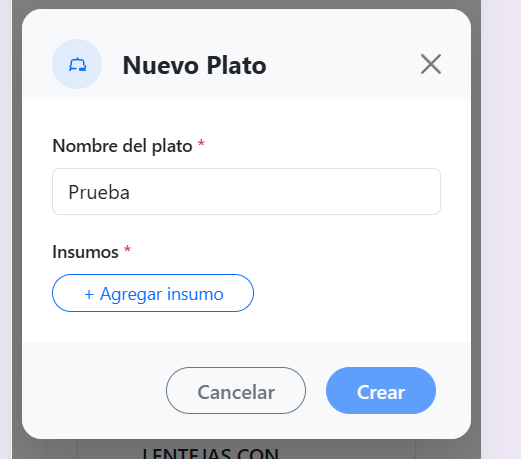 Nuevo Plato
Nombre del plato *
Prueba
Insumos *
+ Agregar insumo
Cancelar
Crear
LENTEJAS CON